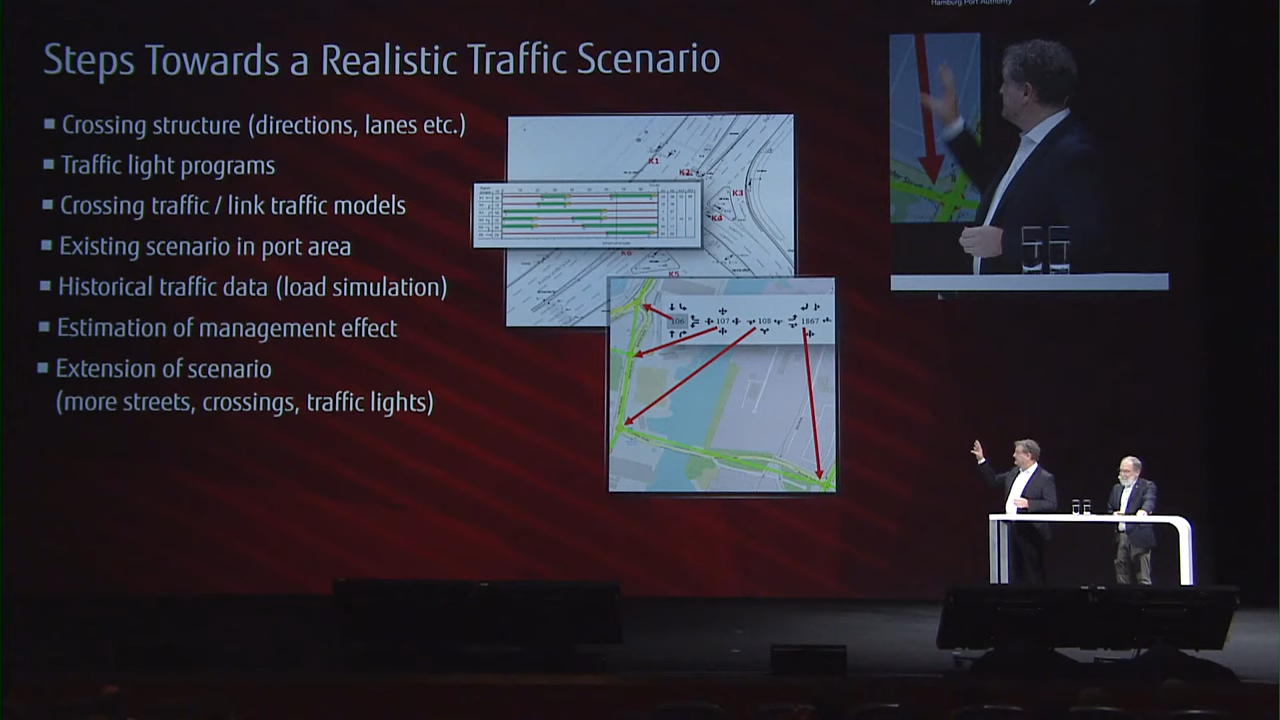 Hamburg Port Authority
Steps Towards a Realistic Traffic Scenario
Crossing structure (directions, lanes etc.)
Traffic light programs
Crossing traffic / link traffic models
Existing scenario in port area
Historical traffic data (load simulation)
Estimation of management effect
Extension of scenario
(more streets, crossings, traffic lights)
K1
K2
K3
K4
K5
106
107
108
1867